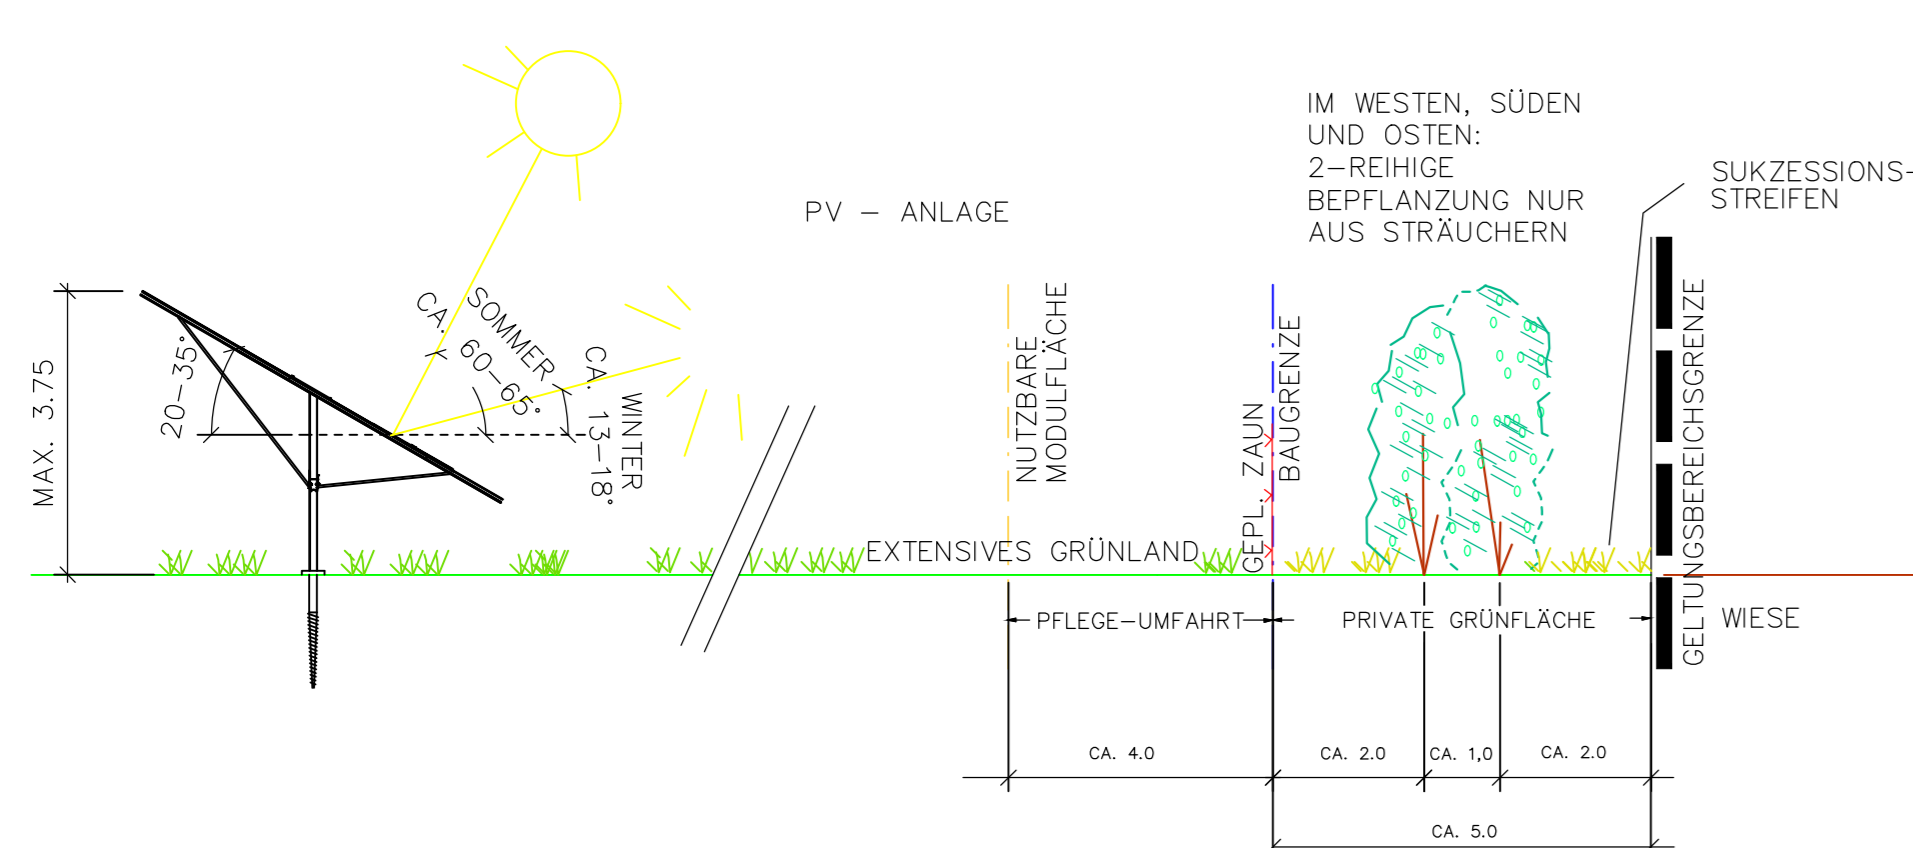 IM WESTEN, SÜDEN
UND OSTEN:
2-REIHIGE
BEPFLANZUNG NUR
AUS STRÄUCHERN
SUKZESSIONS-
STREIFEN
PV - ANLAGE
MAX. 3.75
20-35°
SOMMER
CA. 60-65°
WINTER
CA. 13-18°
NUTZBARE
MODULFLÄCHE
GEPL. ZAUN
BAUGRENZE
GELTUNGSBEREICHSGRENZE
EXTENSIVES GRÜNLAND
PFLEGE-UMFAHRT
PRIVATE GRÜNFLÄCHE
WIESE
CA. 4.0
CA. 2.0
CA. 1,0
CA. 2.0
CA. 5.0